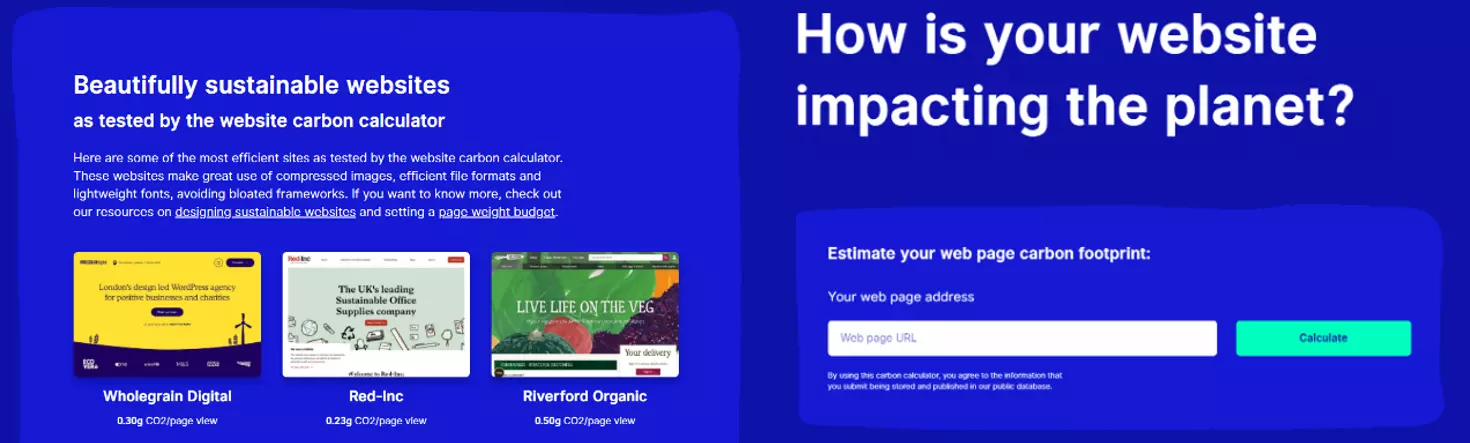 Beautifully sustainable websites
as tested by the website carbon calculator
Here are some of the most efficient sites as tested by the website carbon calculator.
These websites make great use of compressed images, efficient file formats and
lightweight fonts, avoiding bloated frameworks. If you want to know more, check out
our resources on designing sustainable websites and setting a page weight budget.
London's design led WordPress agency
for positive businesses and charities
Red-Inc
The UK's leading
Sustainable Office
Supplies company
Welcome to Red-Inc
LIVE LIFE ON THE VEG
Your delivery
Wholegrain Digital
0.30g CO2/page view
Red-Inc
0.23g CO2/page view
Riverford Organic
0.50g CO2/page view
How is your website
impacting the planet?
Estimate your web page carbon footprint:
Your web page address
Web page URL
Calculate
By using this carbon calculator, you agree to the information that
you submit being stored and published in our public database.